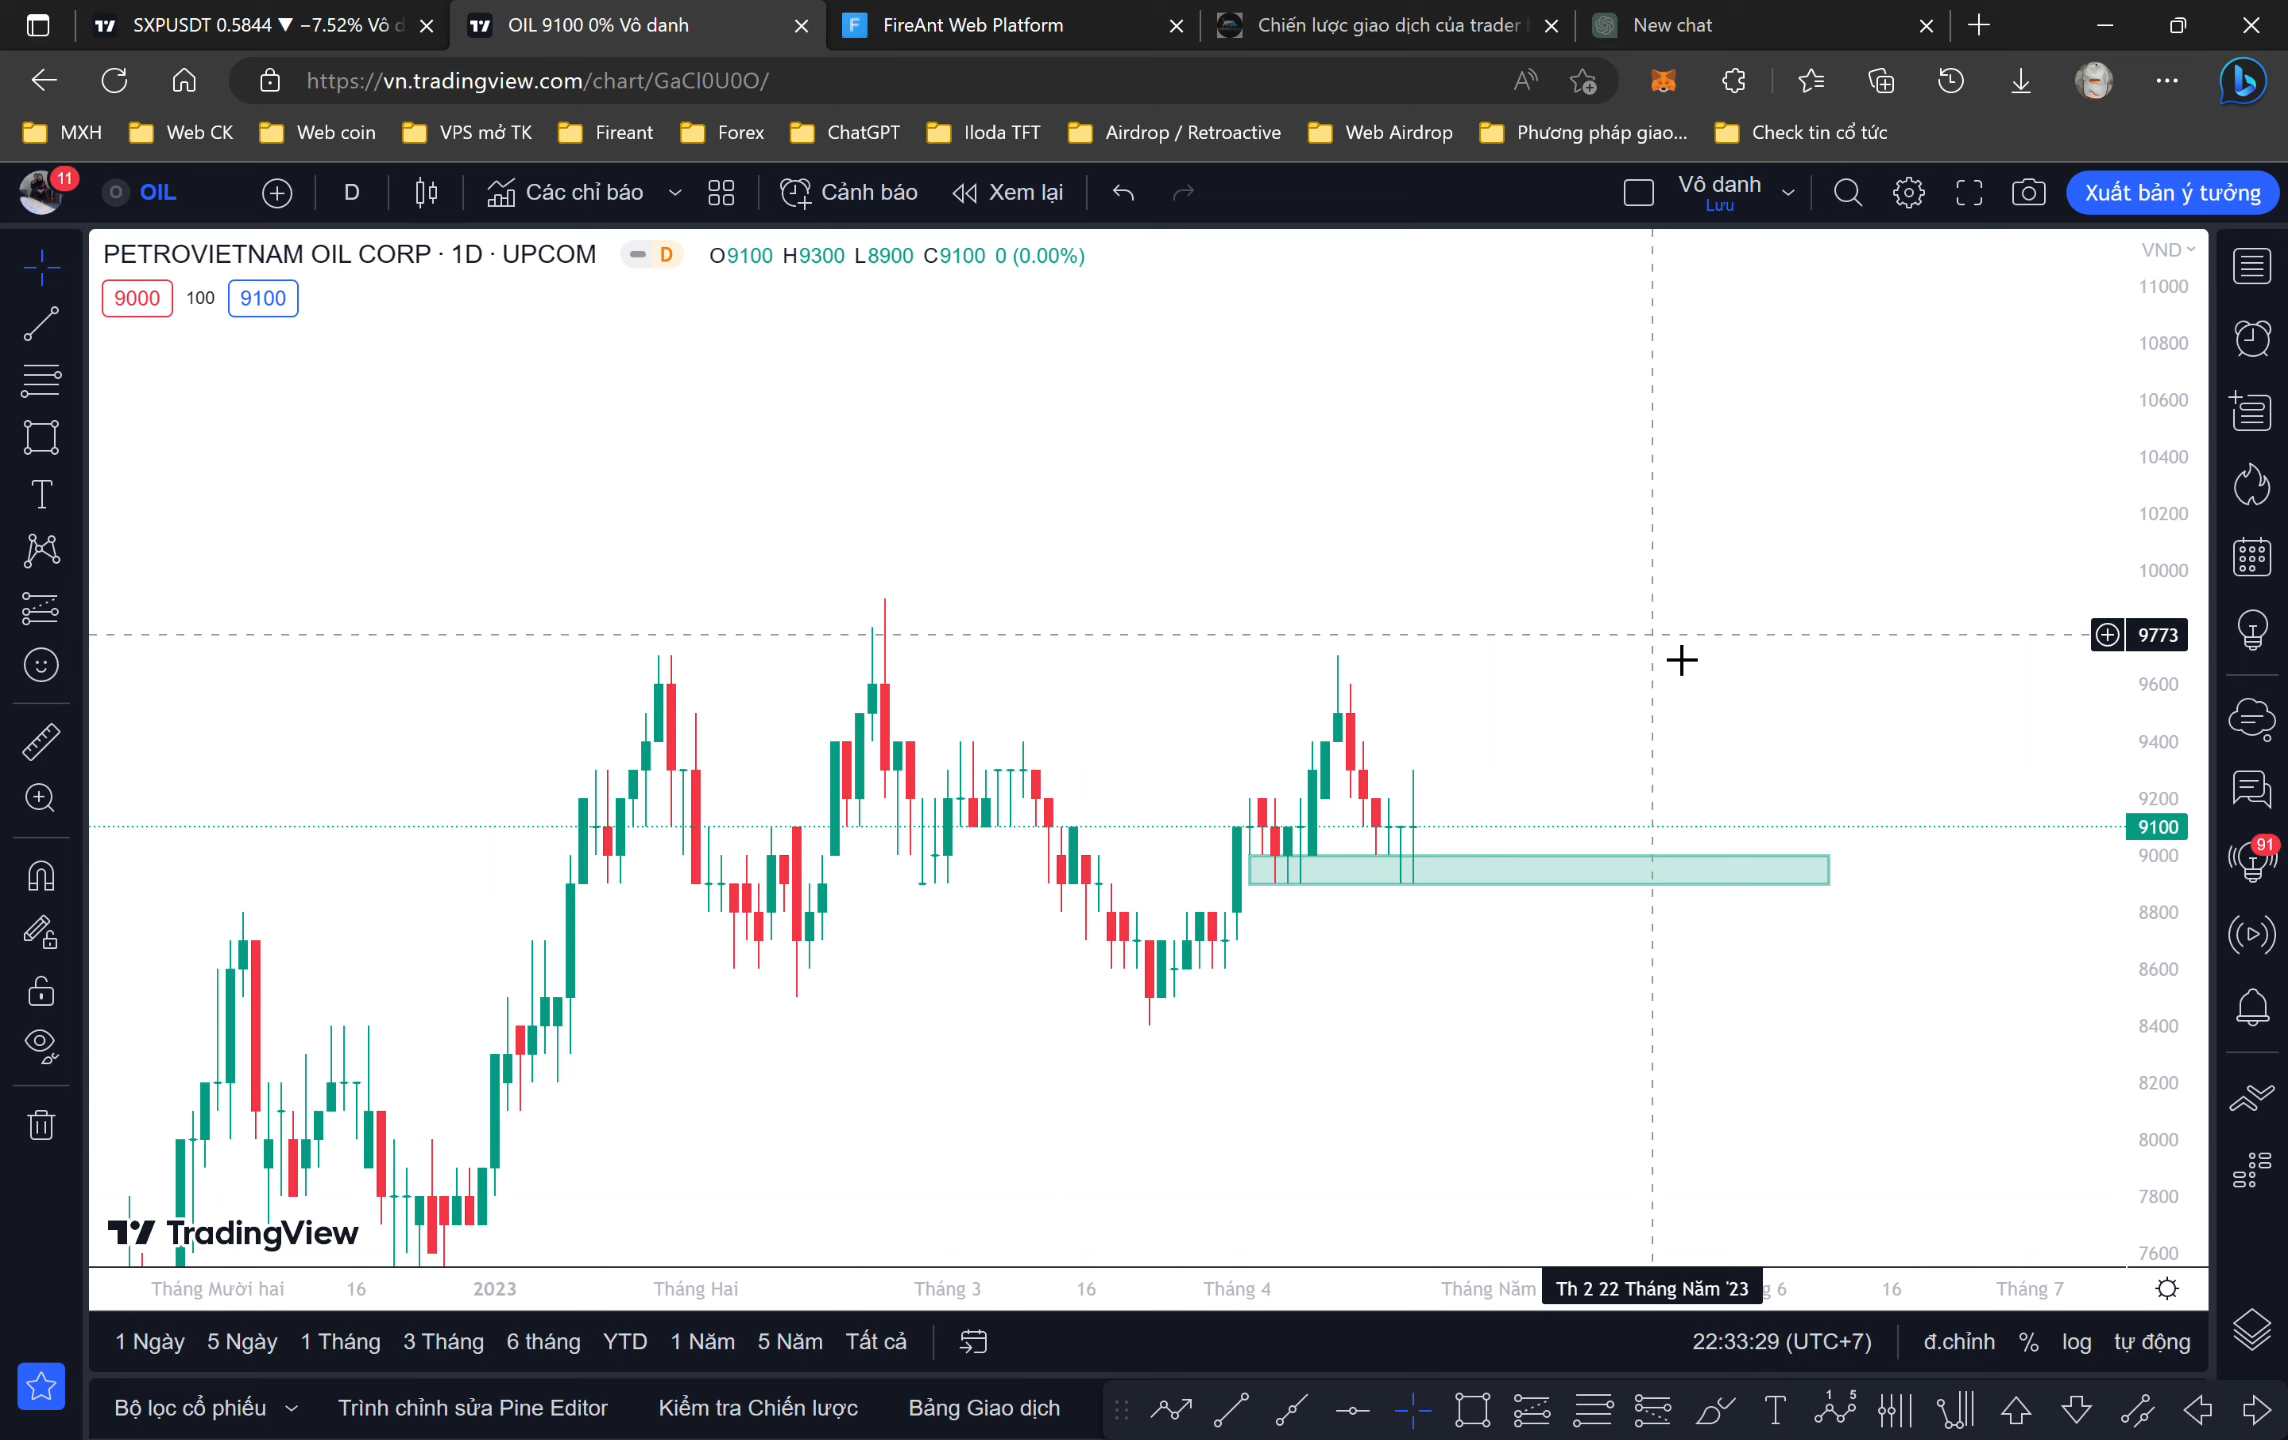 SXPUSDT 0.5844 ▼ −7.52% Vô d
OIL 9100 0% Vô danh
FireAnt Web Platform
Chiến lược giao dịch của trader
New chat
https://vn.tradingview.com/chart/GaCl0U0O/
MXH
Web CK
Web coin
VPS mở TK
Fireant
Forex
ChatGPT
Iloda TFT
Airdrop / Retroactive
Web Airdrop
Phương pháp giao...
Check tin cổ tức
11
O OIL
D
Các chỉ báo
Cảnh báo
Xem lại
Vô danh
Lưu
Xuất bản ý tưởng
PETROVIETNAM OIL CORP · 1D · UPCOM
D
O9100 H9300 L8900 C9100 0 (0.00%)
9000 100 9100
VND
11000
10800
10600
10400
10200
10000
9773
9600
9400
9200
9100
9000
8800
8600
8400
8200
8000
7800
7600
91
TradingView
Tháng Mười hai
16
2023
Tháng Hai
Tháng 3
16
Tháng 4
Tháng Năm
Th 2 22 Tháng Năm '23
g 6
16
Tháng 7
1 Ngày
5 Ngày
1 Tháng
3 Tháng
6 tháng
YTD
1 Năm
5 Năm
Tất cả
22:33:29 (UTC+7)
đ.chỉnh
%
log
tự động
Bộ lọc cổ phiếu
Trình chỉnh sửa Pine Editor
Kiểm tra Chiến lược
Bảng Giao dịch